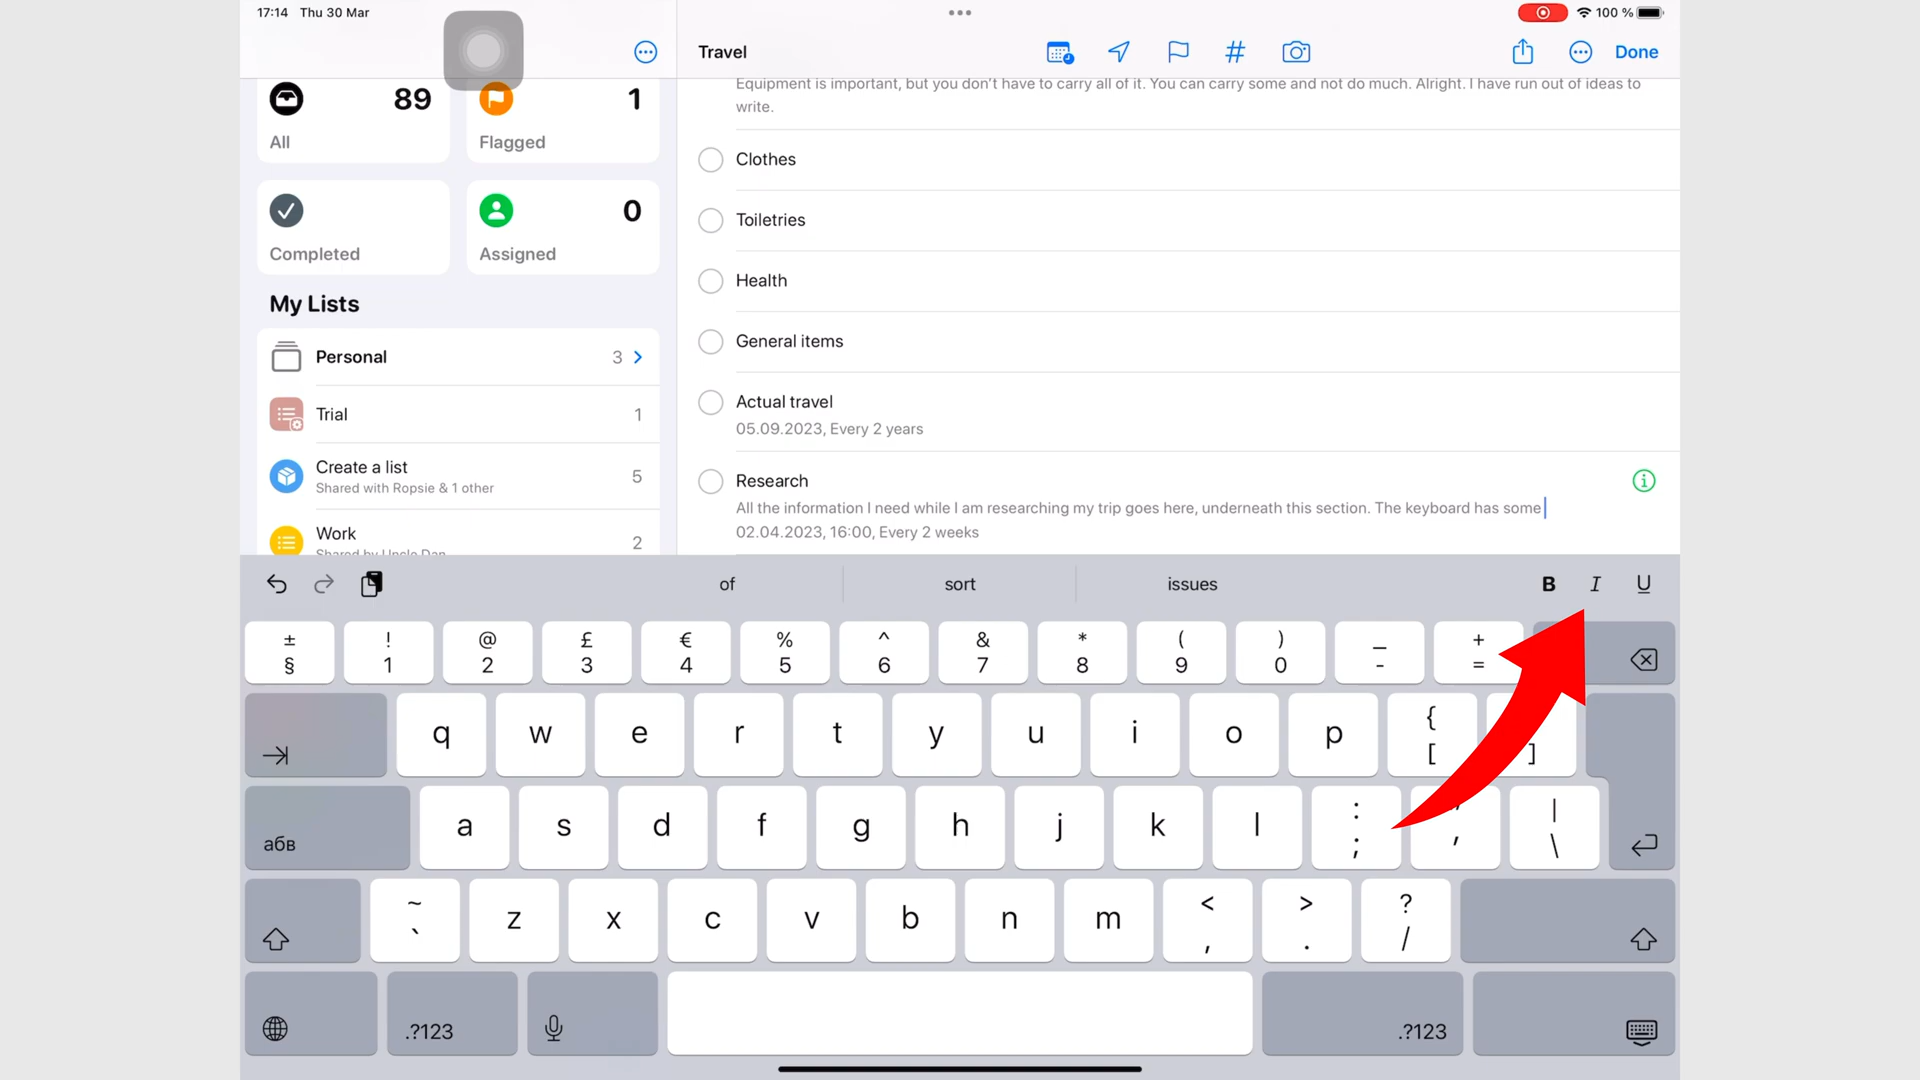 17:14 Thu 30 Mar
100 %
Travel
Done
89
All
1
Flagged
Completed
0
Assigned
My Lists
Personal 3
Trial 1
Create a list 5
Shared with Ropsie & 1 other
Work 2
Shared by Uncle Dan
Equipment is important, but you don't have to carry all of it. You can carry some and not do much. Alright. I have run out of ideas to
write.
Clothes
Toiletries
Health
General items
Actual travel
05.09.2023, Every 2 years
Research
All the information I need while I am researching my trip goes here, underneath this section. The keyboard has some
02.04.2023, 16:00, Every 2 weeks
of sort issues B I U
± ! @ £ € % ^ & * ( ) _ +
§ 1 2 3 4 5 6 7 8 9 0 - =
q w e r t y u i o p { [ ]
абв a s d f g h j k l : ; ' | \
~ ` z x c v b n m < , > . ? /
.?123 .?123